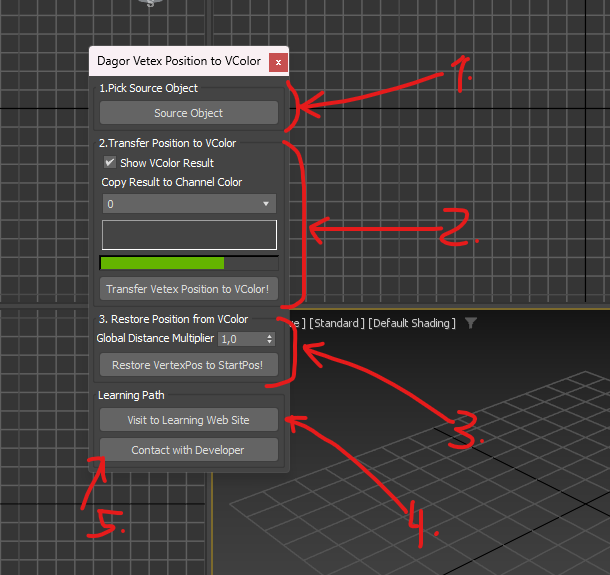 Dagor Vetex Position to VColor x
1.Pick Source Object
Source Object
1.
2.Transfer Position to VColor
Show VColor Result
Copy Result to Channel Color
0
2.
Transfer Vetex Position to VColor!
3. Restore Position from VColor
] [Standard ] [Default Shading ]
Global Distance Multiplier 1,0
Restore VertexPos to StartPos!
3.
Learning Path
Visit to Learning Web Site
Contact with Developer
4.
5.